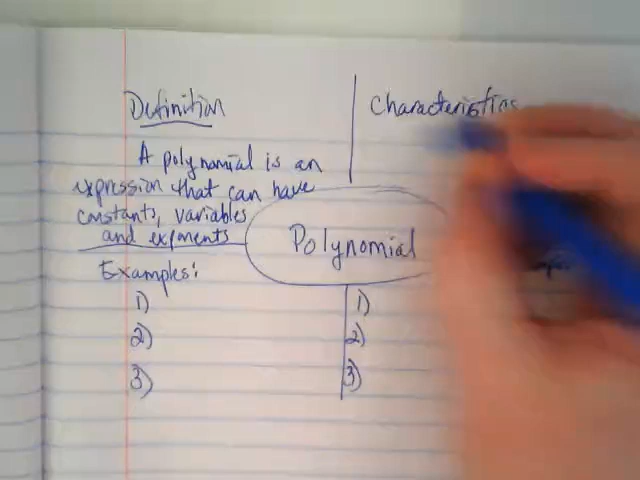 Definition
Characteristics
A polynomial is an
expression that can have
constants, variables
and exponents
Polynomial
Examples:
1)
2)
3)
1)
2)
3)